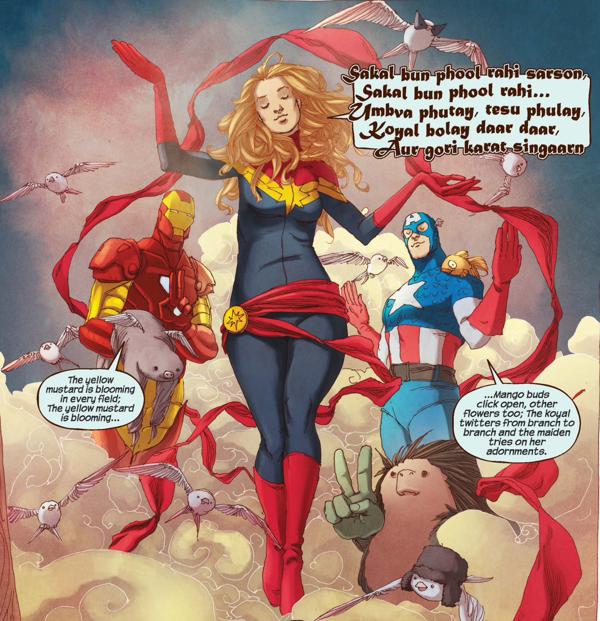 Sakal bun phool rahi sarson,
Sakal bun phool rahi...
Umbva phutay, tesu phulay,
Koyal bolay daar daar,
Aur gori karat singaarn
The yellow
mustard is blooming
in every field;
The yellow mustard
is blooming...
...Mango buds
click open, other
flowers too; The koyal
twitters from branch to
branch and the maiden
tries on her
adornments.